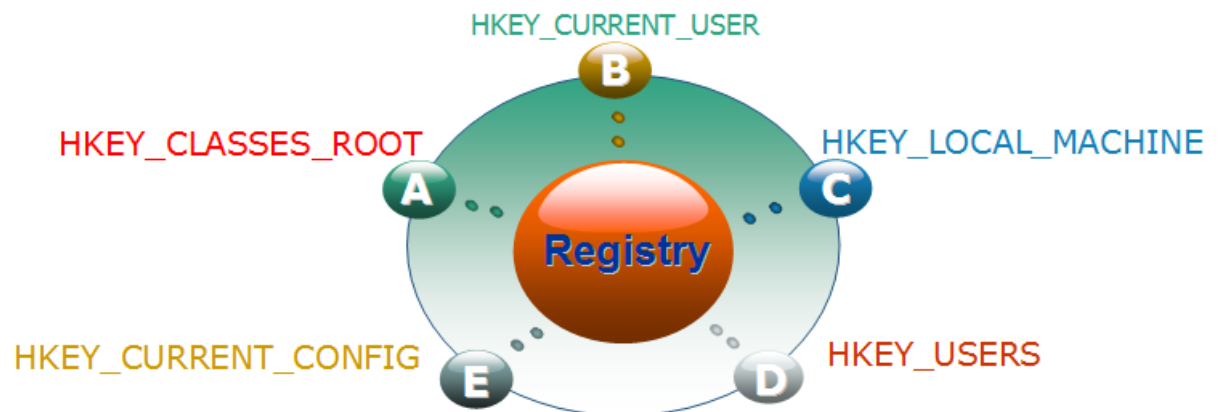 HKEY_CURRENT_USER
B
HKEY_CLASSES_ROOT
HKEY_LOCAL_MACHINE
A
C
Registry
HKEY_CURRENT_CONFIG
HKEY_USERS
E
D